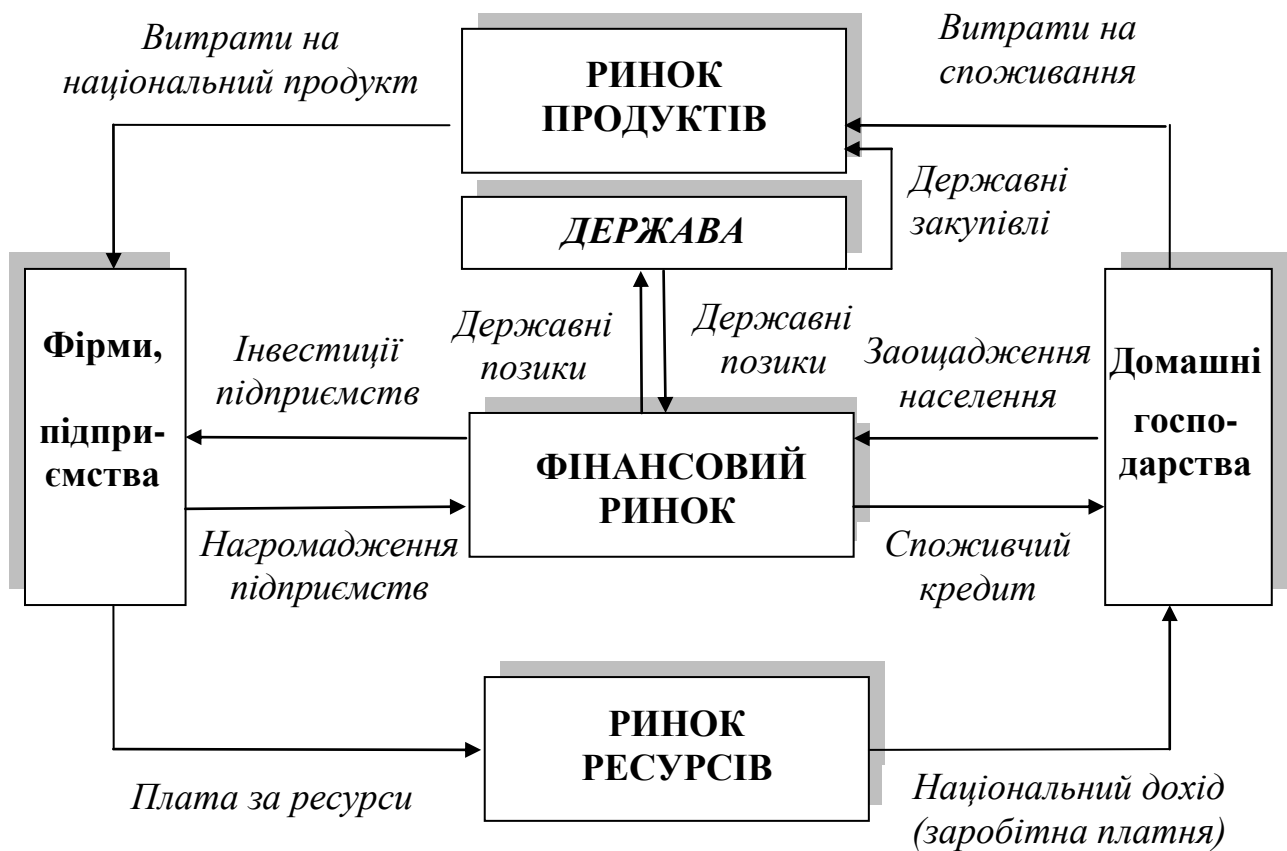 Витрати на
національний продукт
РИНОК
ПРОДУКТІВ
Витрати на
споживання
Державні
закупівлі
ДЕРЖАВА
Фірми,
підпри-
ємства
Інвестиції
підприємств
Державні
позики
Державні
позики
Заощадження
населення
Домашні
госпо-
дарства
ФІНАНСОВИЙ
РИНОК
Нагромадження
підприємств
Споживчий
кредит
РИНОК
РЕСУРСІВ
Плата за ресурси
Національний дохід
(заробітна платня)